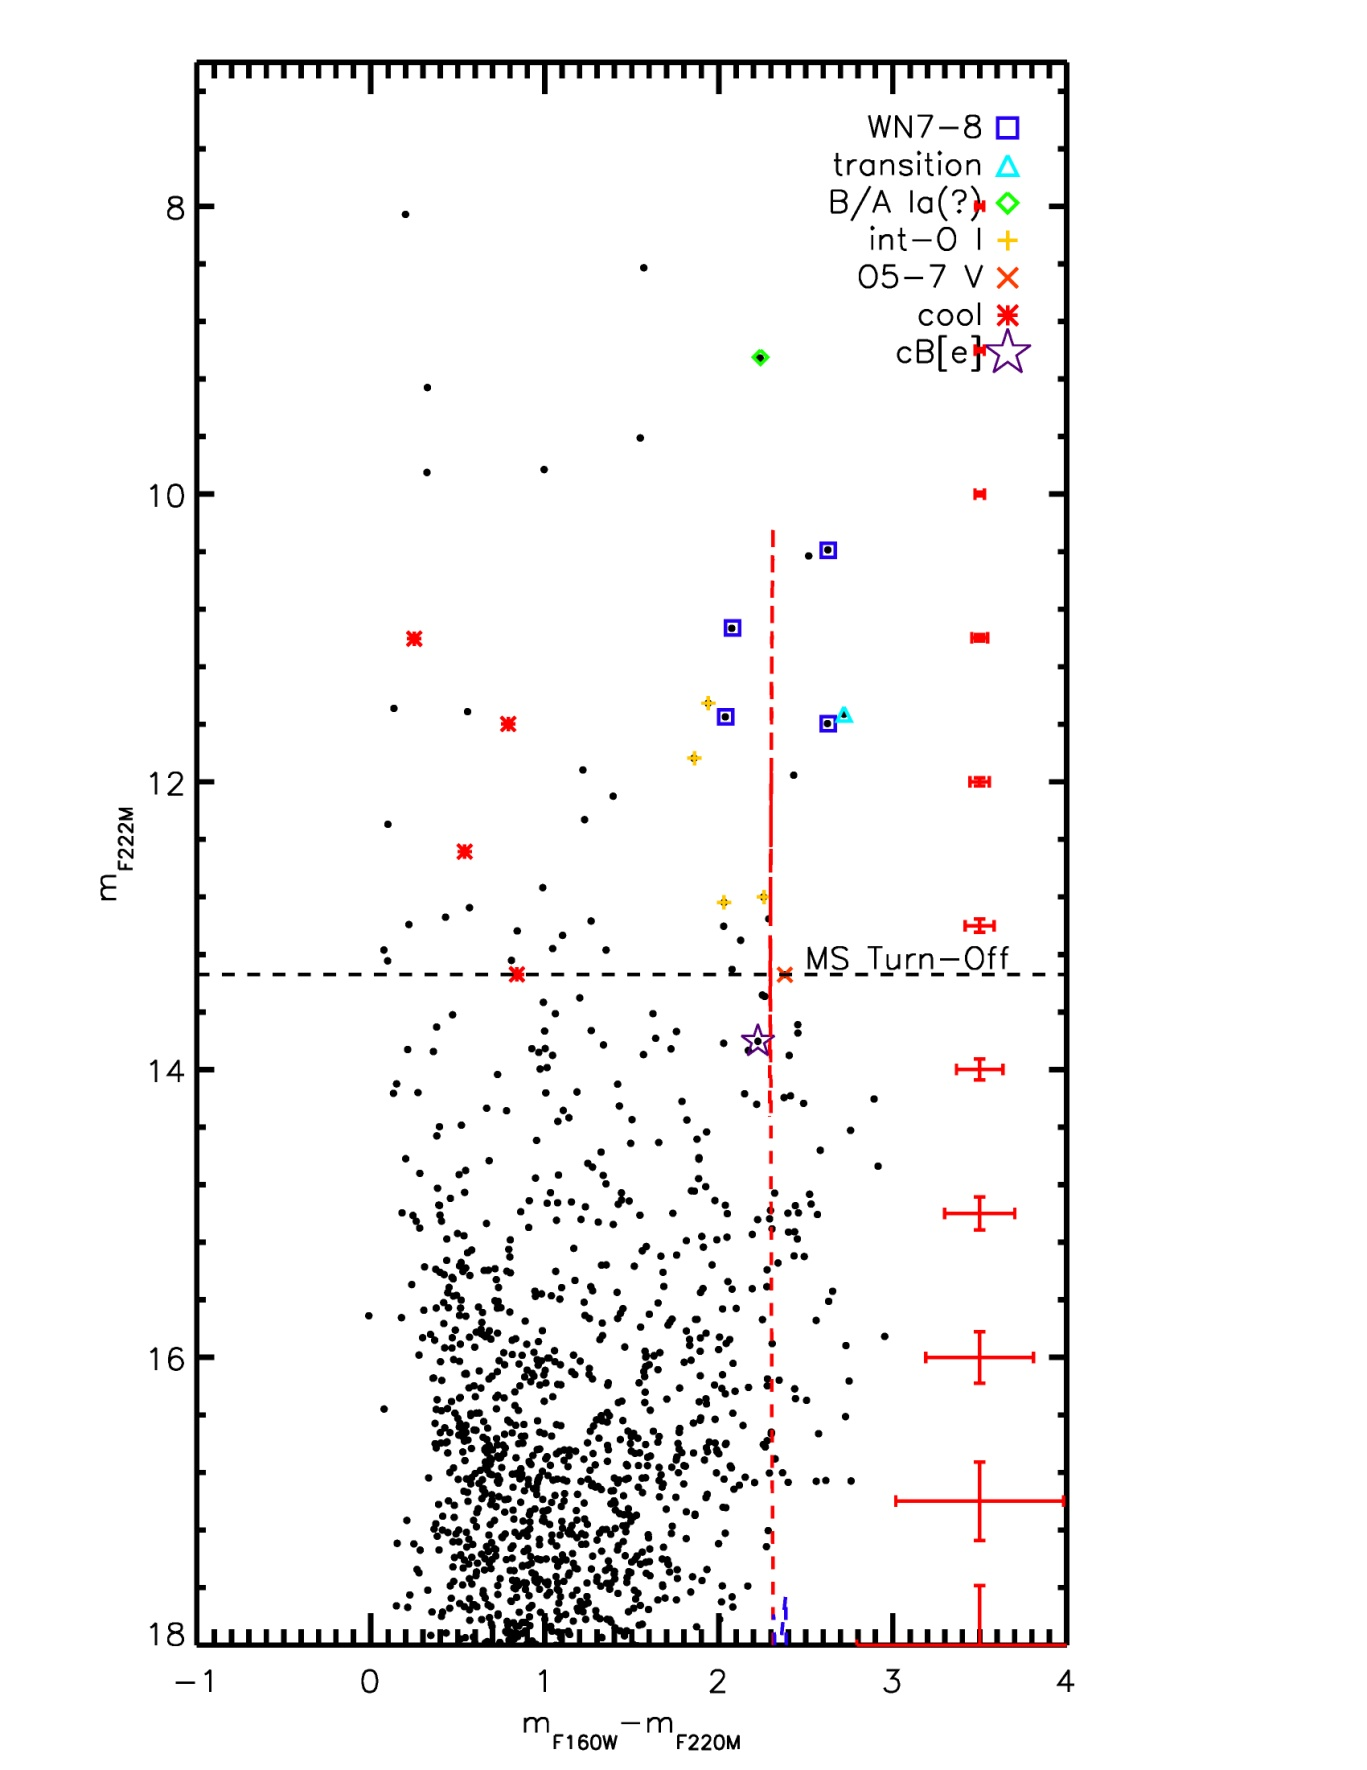 WN7-8
transition
B/A Ia(?)
int-O I
O5-7 V
cool
cB[e]
8
10
12
14
16
18
MS Turn-Off
m F222M
-1 0 1 2 3 4
m F160W -m F220M